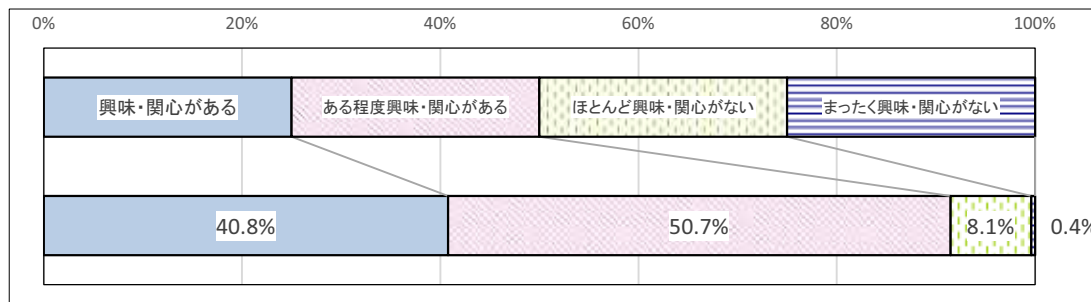 0% 20% 40% 60% 80% 100%
興味・関心がある ある程度興味・関心がある ほとんど興味・関心がない まったく興味・関心がない
40.8% 50.7% 8.1% 0.4%